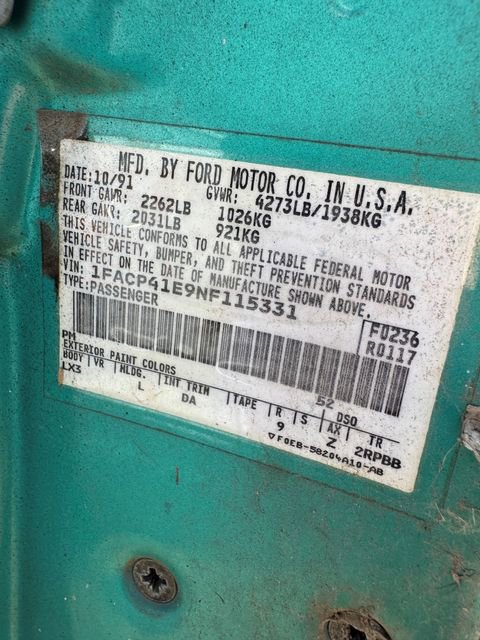 MFD. BY FORD MOTOR CO. IN U.S.A.
DATE: 10/91 GVWR: 4273LB/1938KG
FRONT GAWR: 2262LB 1026KG
REAR GAWR: 2031LB 921KG
THIS VEHICLE CONFORMS TO ALL APPLICABLE FEDERAL MOTOR
VEHICLE SAFETY, BUMPER, AND THEFT PREVENTION STANDARDS
IN EFFECT ON THE DATE OF MANUFACTURE SHOWN ABOVE.
VIN: 1FACP41E9NF115331
TYPE: PASSENGER
F0236
R0117
PM 52
EXTERIOR PAINT COLORS DSO
BODY VR MLDG. INT TRIM TAPE R S AX TR
LX3 L DA 9 Z 2RPBB
▽F0EB-58204A10-AB